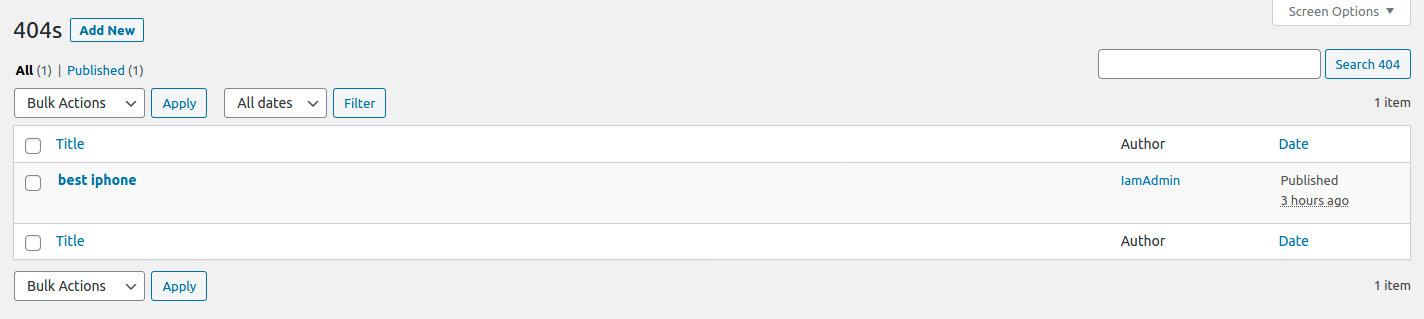 Screen Options
404s Add New
All (1) | Published (1)
Search 404
Bulk Actions Apply All dates Filter 1 item
Title Author Date
best iphone IamAdmin Published
3 hours ago
Title Author Date
Bulk Actions Apply 1 item